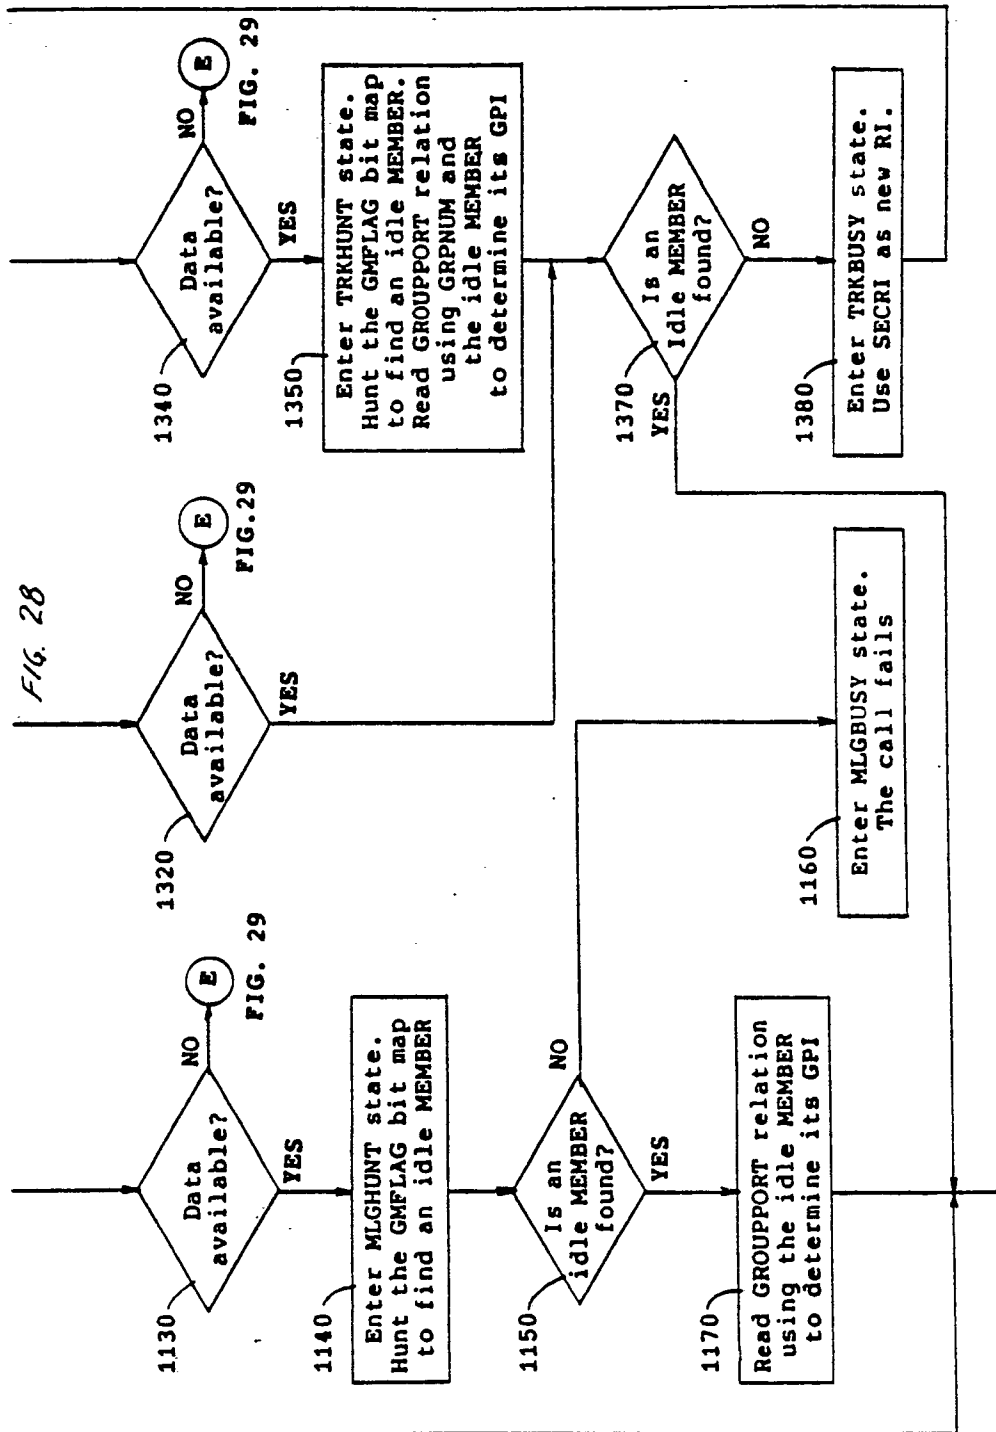 FIG. 28
1130
Data
available?
NO
E
FIG. 29
YES
1140
Enter MLGHUNT state.
Hunt the GMFLAG bit map
to find an idle MEMBER
1150
Is an
idle MEMBER
found?
NO
YES
1170
Read GROUPPORT relation
using the idle MEMBER
to determine its GPI
1160
Enter MLGBUSY state.
The call fails
1320
Data
available?
NO
E
FIG.29
YES
1340
Data
available?
NO
E
FIG. 29
YES
1350
Enter TRKHUNT state.
Hunt the GMFLAG bit map
to find an idle MEMBER.
Read GROUPPORT relation
using GRPNUM and
the idle MEMBER
to determine its GPI
1370
YES
Is an
Idle MEMBER
found?
NO
1380
Enter TRKBUSY state.
Use SECRI as new RI.